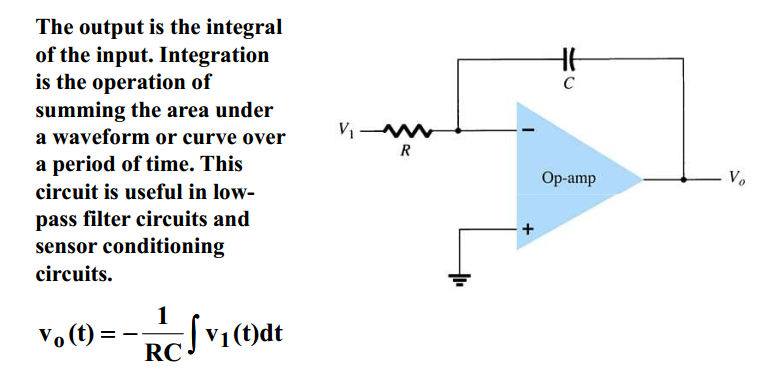 The output is the integral
of the input. Integration
is the operation of
summing the area under
a waveform or curve over
a period of time. This
circuit is useful in low-
pass filter circuits and
sensor conditioning
circuits.
vₒ(t) = −1/RC ∫ v₁(t)dt
C
V₁
R
−
Op-amp
Vₒ
+